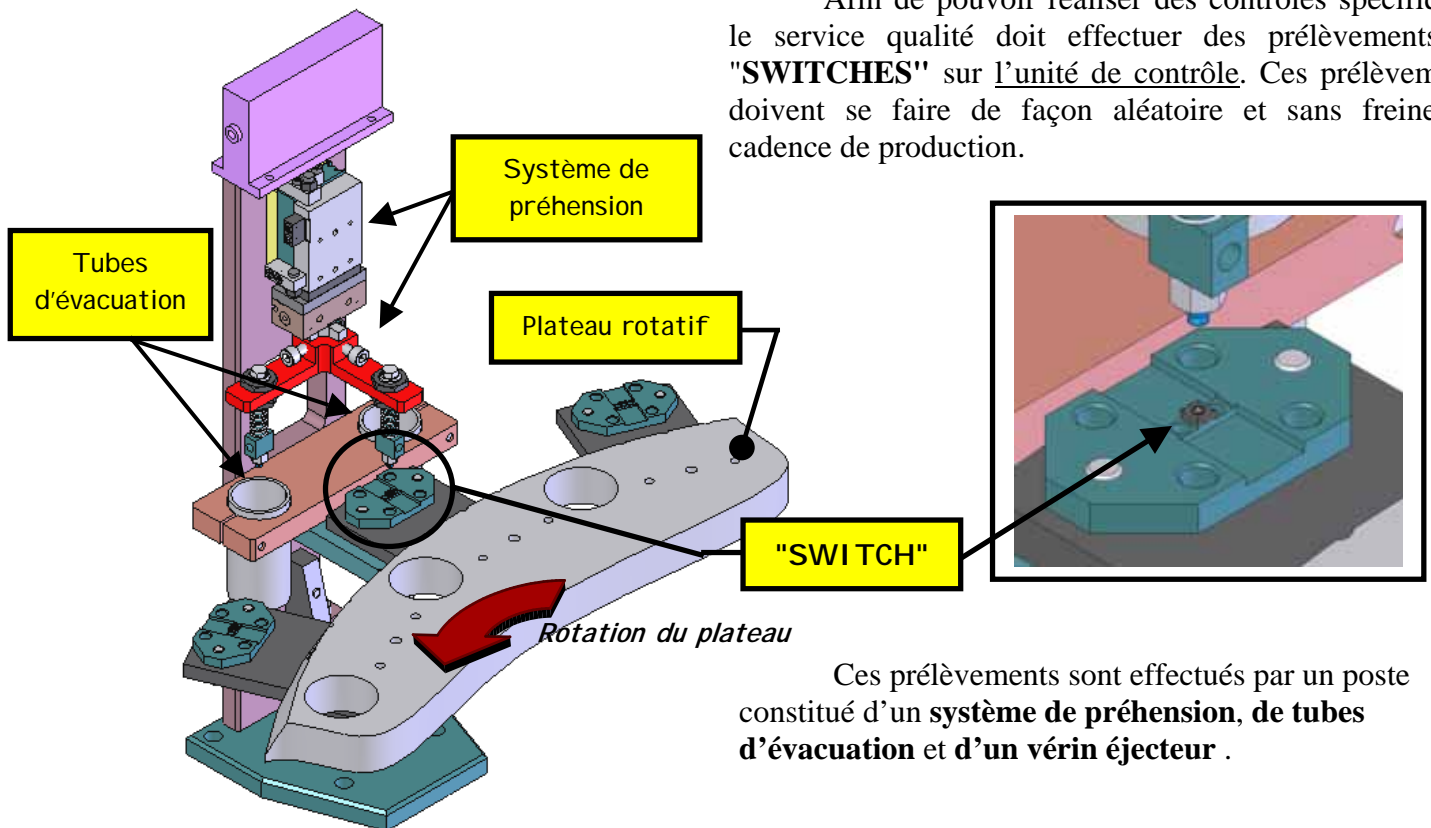 Afin de pouvoir réaliser des contrôles
le service qualité doit effectuer des prélèvements
"SWITCHES" sur l'unité de contrôle. Ces
doivent se faire de façon aléatoire et sans
cadence de production.
Système de
préhension
Tubes
d'évacuation
Plateau rotatif
"SWITCH"
Rotation du plateau
Ces prélèvements sont effectués par un poste
constitué d'un système de préhension, de tubes
d'évacuation et d'un vérin éjecteur .